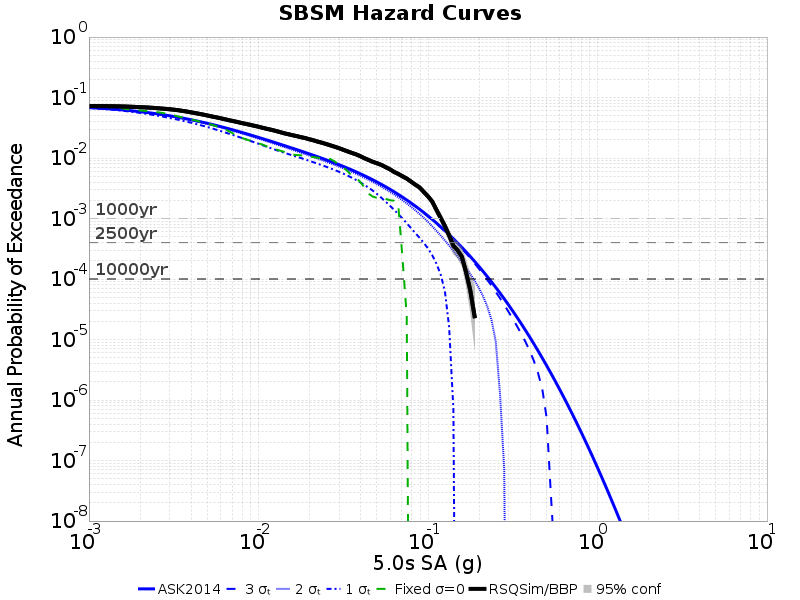 SBSM Hazard Curves
Annual Probability of Exceedance
10^0
10^-1
10^-2
10^-3
10^-4
10^-5
10^-6
10^-7
10^-8
1000yr
2500yr
10000yr
10^-3 10^-2 10^-1 10^0 10^1
5.0s SA (g)
ASK2014 3 σₜ 2 σₜ 1 σₜ Fixed σ=0 RSQSim/BBP 95% conf